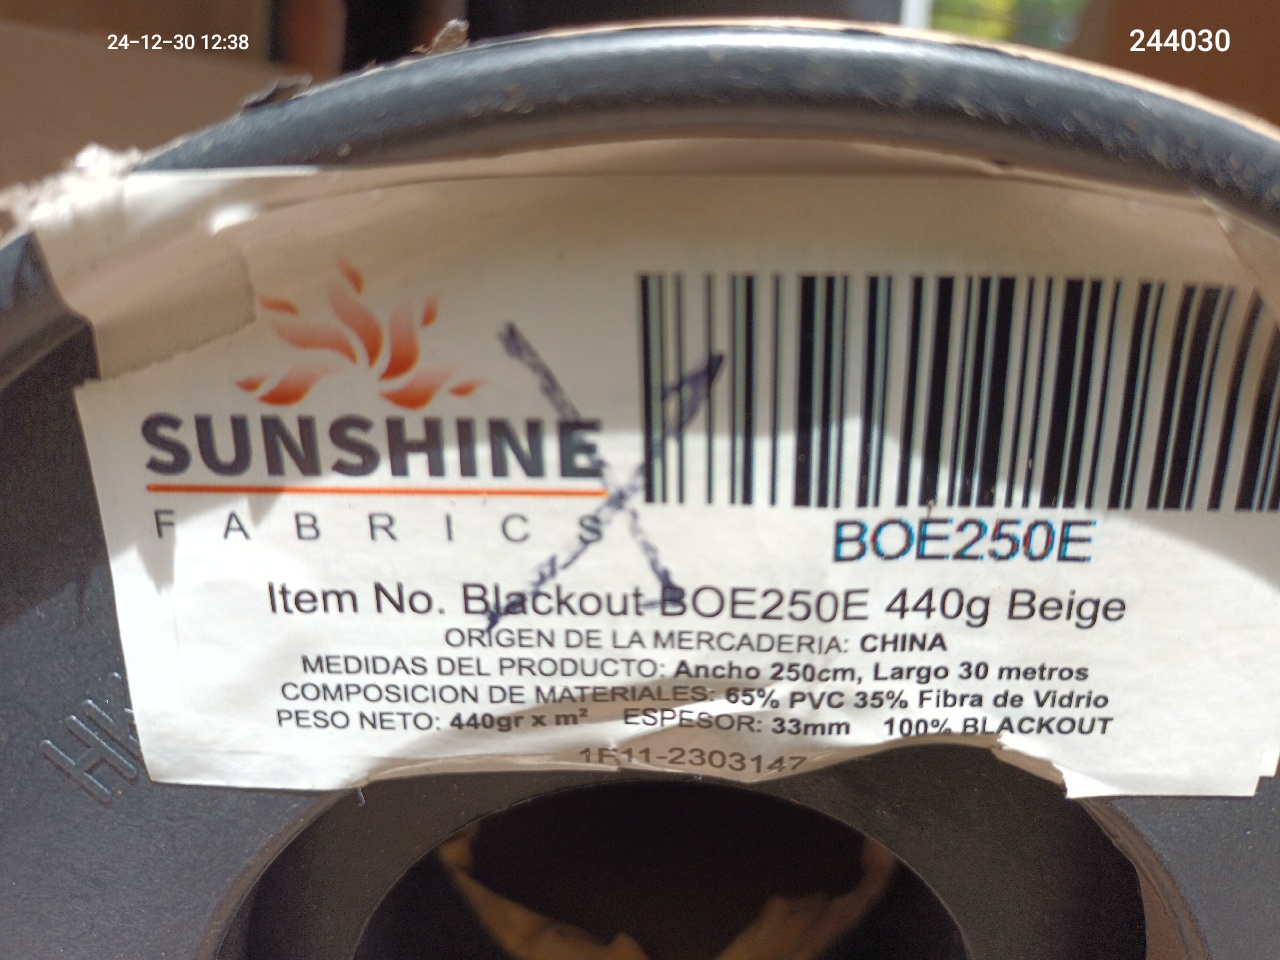 24-12-30 12:38
244030
SUNSHINE
FABRICS
BOE250E
Item No. Blackout BOE250E 440g Beige
ORIGEN DE LA MERCADERIA: CHINA
MEDIDAS DEL PRODUCTO: Ancho 250cm, Largo 30 metros
COMPOSICION DE MATERIALES: 65% PVC 35% Fibra de Vidrio
PESO NETO: 440gr x m² ESPESOR: 33mm 100% BLACKOUT
1F11-2303147